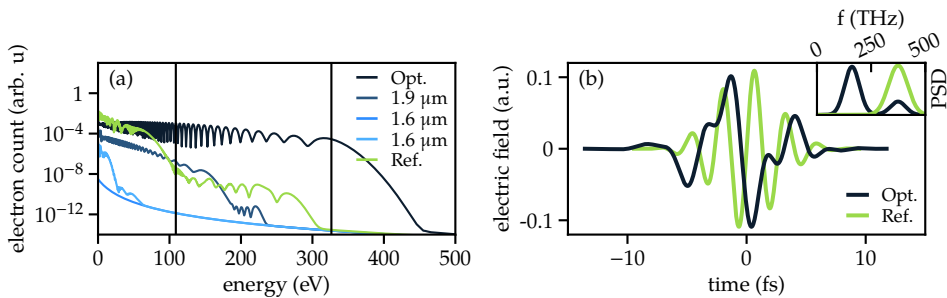 electron count (arb. u)
1
10⁻⁴
10⁻⁸
10⁻¹²
(a)
Opt.
1.9 µm
1.6 µm
1.6 µm
Ref.
0 100 200 300 400 500
energy (eV)
electric field (a.u.)
0.1
0
-0.1
(b)
Opt.
Ref.
−10 0 10
time (fs)
f (THz)
0 250 500
PSD